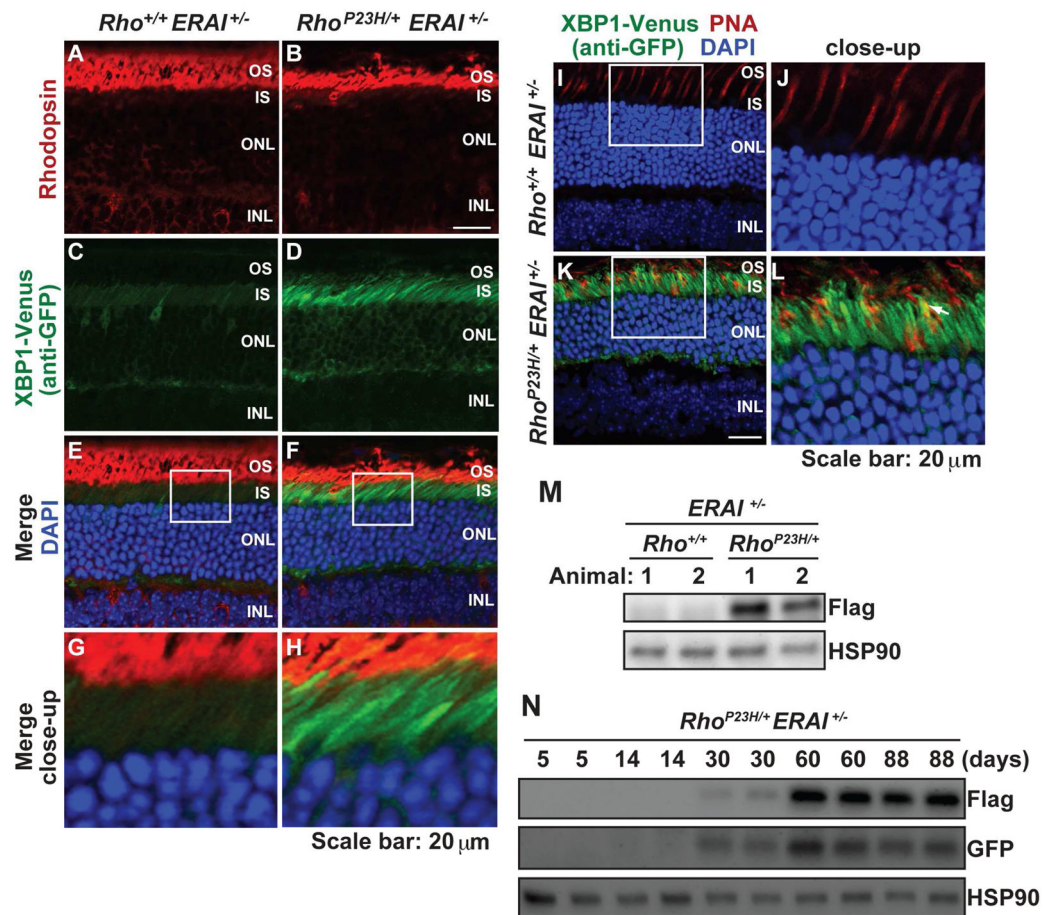 Rho+/+ ERAI+/- RhoP23H/+ ERAI+/-
Rhodopsin
A OS IS ONL INL
B OS IS ONL INL
XBP1-Venus
(anti-GFP)
C OS IS ONL INL
D OS IS ONL INL
Merge
DAPI
E OS IS ONL INL
F OS IS ONL INL
Merge
close-up
G H
Scale bar: 20 μm
XBP1-Venus PNA
(anti-GFP) DAPI close-up
Rho+/+ ERAI+/-
I OS IS ONL INL
J
RhoP23H/+ ERAI+/-
K OS IS ONL INL
L
Scale bar: 20 μm
M
ERAI+/-
Rho+/+ RhoP23H/+
Animal: 1 2 1 2
Flag
HSP90
N
RhoP23H/+ ERAI+/-
5 5 14 14 30 30 60 60 88 88 (days)
Flag
GFP
HSP90